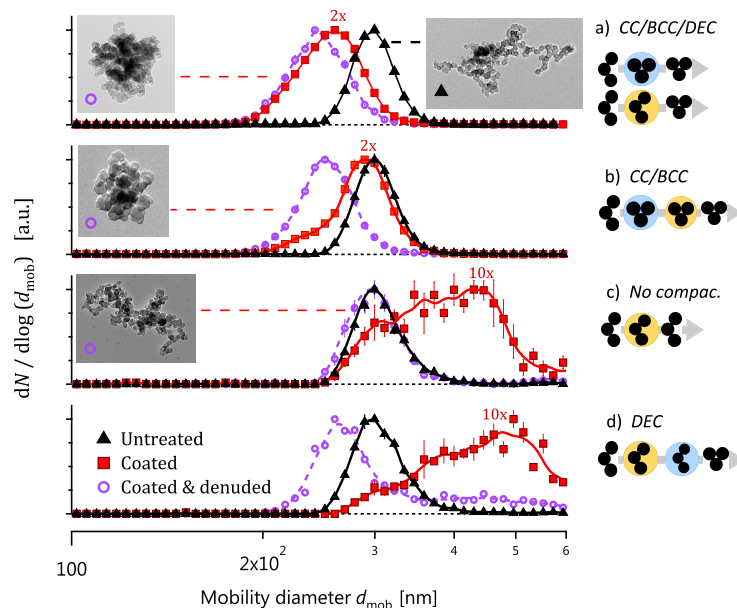 a) CC/BCC/DEC
2x
b) CC/BCC
2x
c) No compac.
10x
d) DEC
10x
Untreated
Coated
Coated & denuded
dN / dlog (dmob) [a.u.]
100
2x10²
3
4
5
6
Mobility diameter dmob [nm]